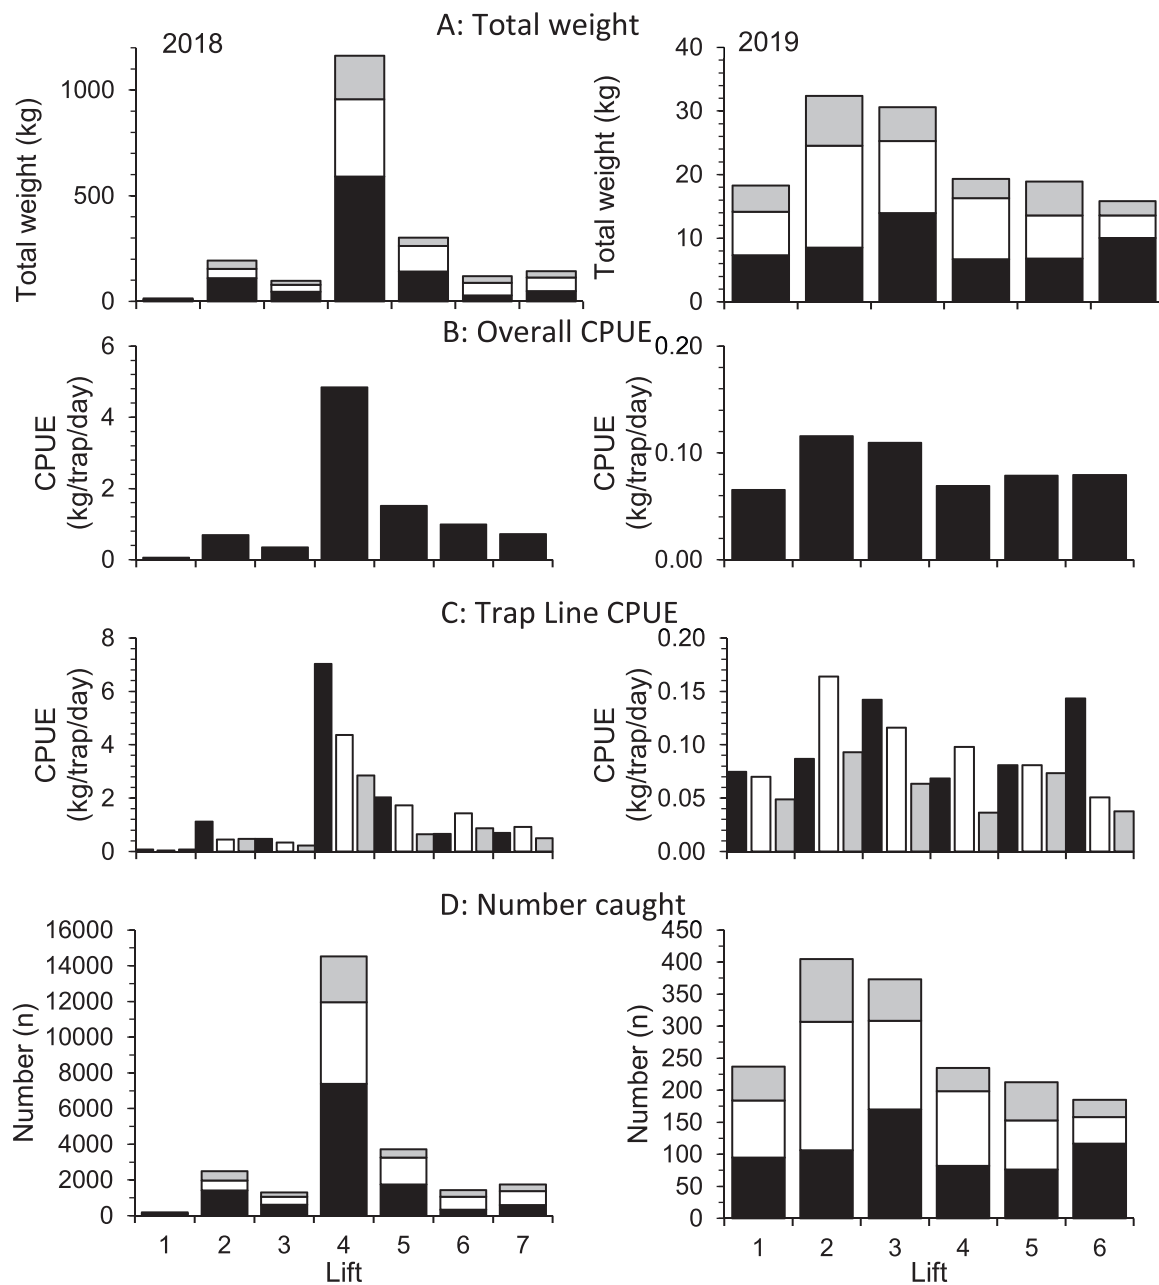 A: Total weight
2018
2019
Total weight (kg)
1000
500
0
Total weight (kg)
40
30
20
10
0
B: Overall CPUE
CPUE
(kg/trap/day)
6
4
2
0
CPUE
(kg/trap/day)
0.20
0.10
0.00
C: Trap Line CPUE
CPUE
(kg/trap/day)
8
6
4
2
0
CPUE
(kg/trap/day)
0.20
0.15
0.10
0.05
0.00
D: Number caught
Number (n)
16000
14000
12000
10000
8000
6000
4000
2000
0
1 2 3 4 5 6 7
Lift
Number (n)
450
400
350
300
250
200
150
100
50
0
1 2 3 4 5 6
Lift